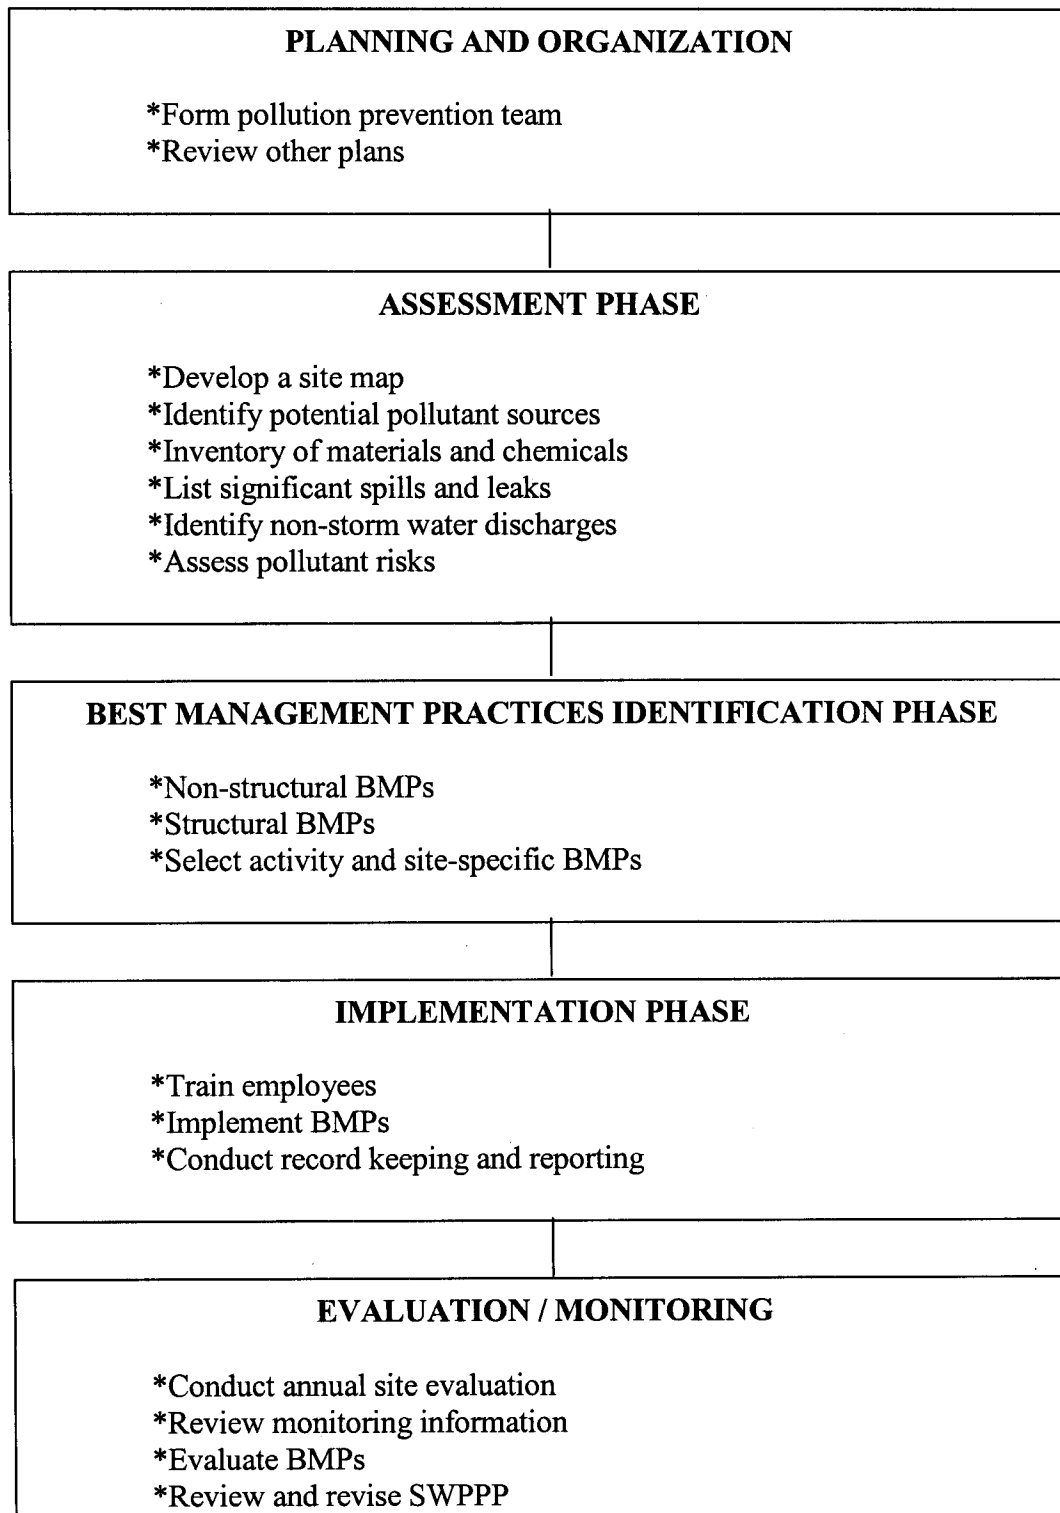 PLANNING AND ORGANIZATION
*Form pollution prevention team
*Review other plans
ASSESSMENT PHASE
*Develop a site map
*Identify potential pollutant sources
*Inventory of materials and chemicals
*List significant spills and leaks
*Identify non-storm water discharges
*Assess pollutant risks
BEST MANAGEMENT PRACTICES IDENTIFICATION PHASE
*Non-structural BMPs
*Structural BMPs
*Select activity and site-specific BMPs
IMPLEMENTATION PHASE
*Train employees
*Implement BMPs
*Conduct record keeping and reporting
EVALUATION / MONITORING
*Conduct annual site evaluation
*Review monitoring information
*Evaluate BMPs
*Review and revise SWPPP